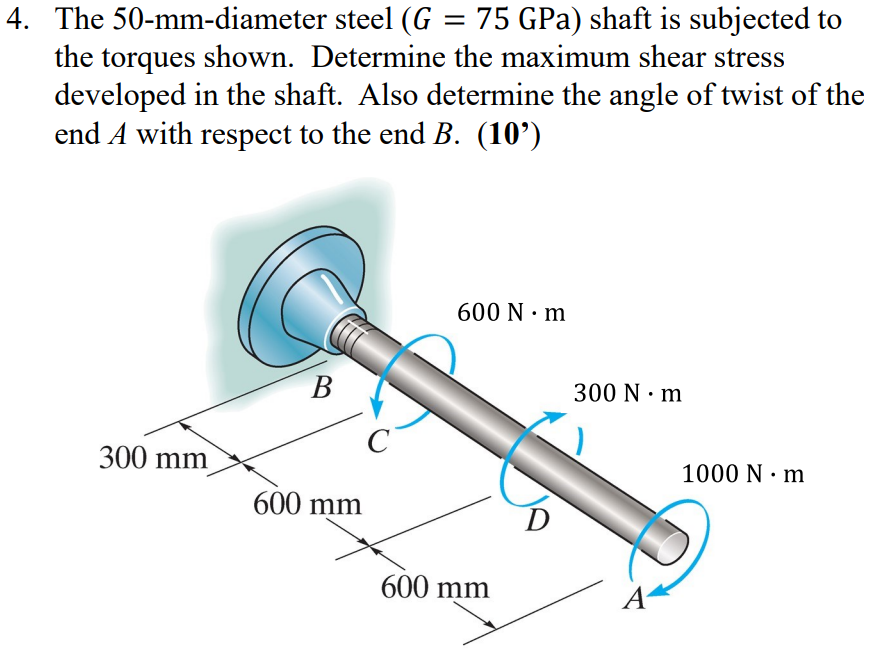 4. The 50-mm-diameter steel (G = 75 GPa) shaft is subjected to
the torques shown. Determine the maximum shear stress
developed in the shaft. Also determine the angle of twist of the
end A with respect to the end B. (10’)
600 N · m
B
300 N · m
C
300 mm
1000 N · m
600 mm
D
600 mm
A